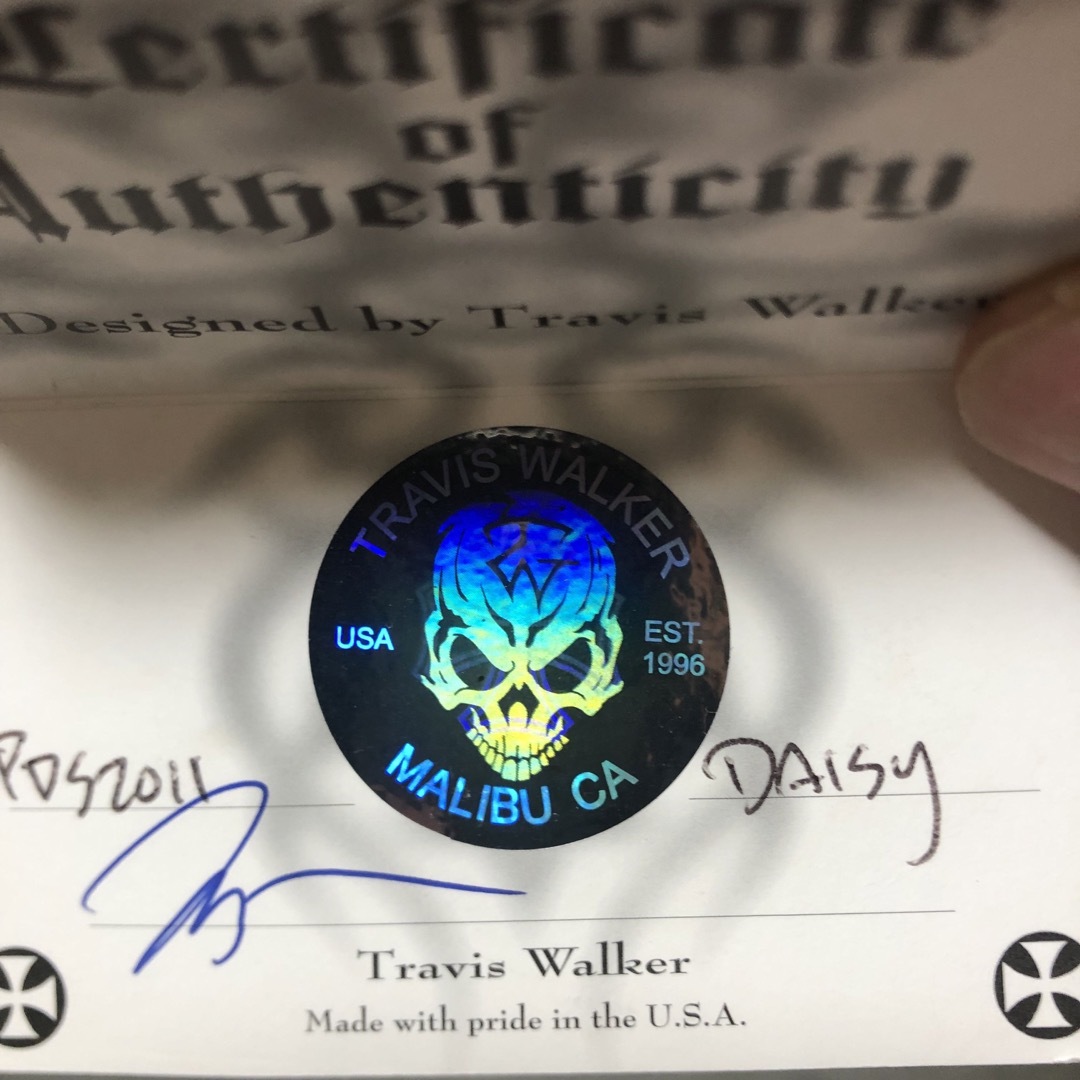 Certificate
of
Authenticity
Designed by Travis Walker
TRAVIS WALKER
USA
EST.
1996
MALIBU CA
PDS2011
DAISY
Travis Walker
Made with pride in the U.S.A.